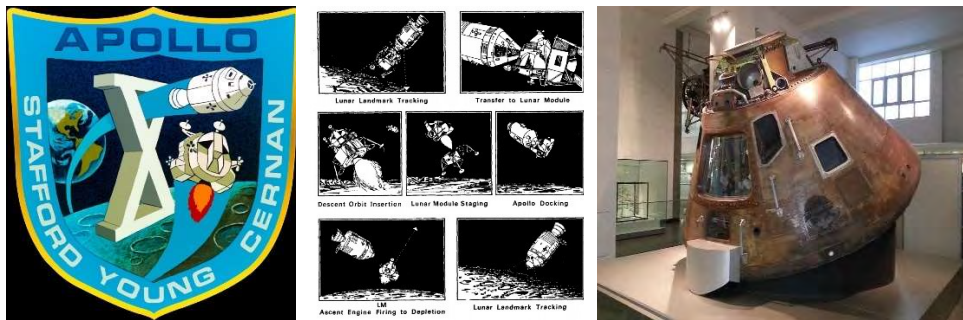 APOLLO
X
STAFFORD YOUNG CERNAN
Lunar Landmark Tracking
Transfer to Lunar Module
Descent Orbit Insertion
Lunar Module Staging
Apollo Docking
LM
Ascent Engine Firing to Depletion
Lunar Landmark Tracking